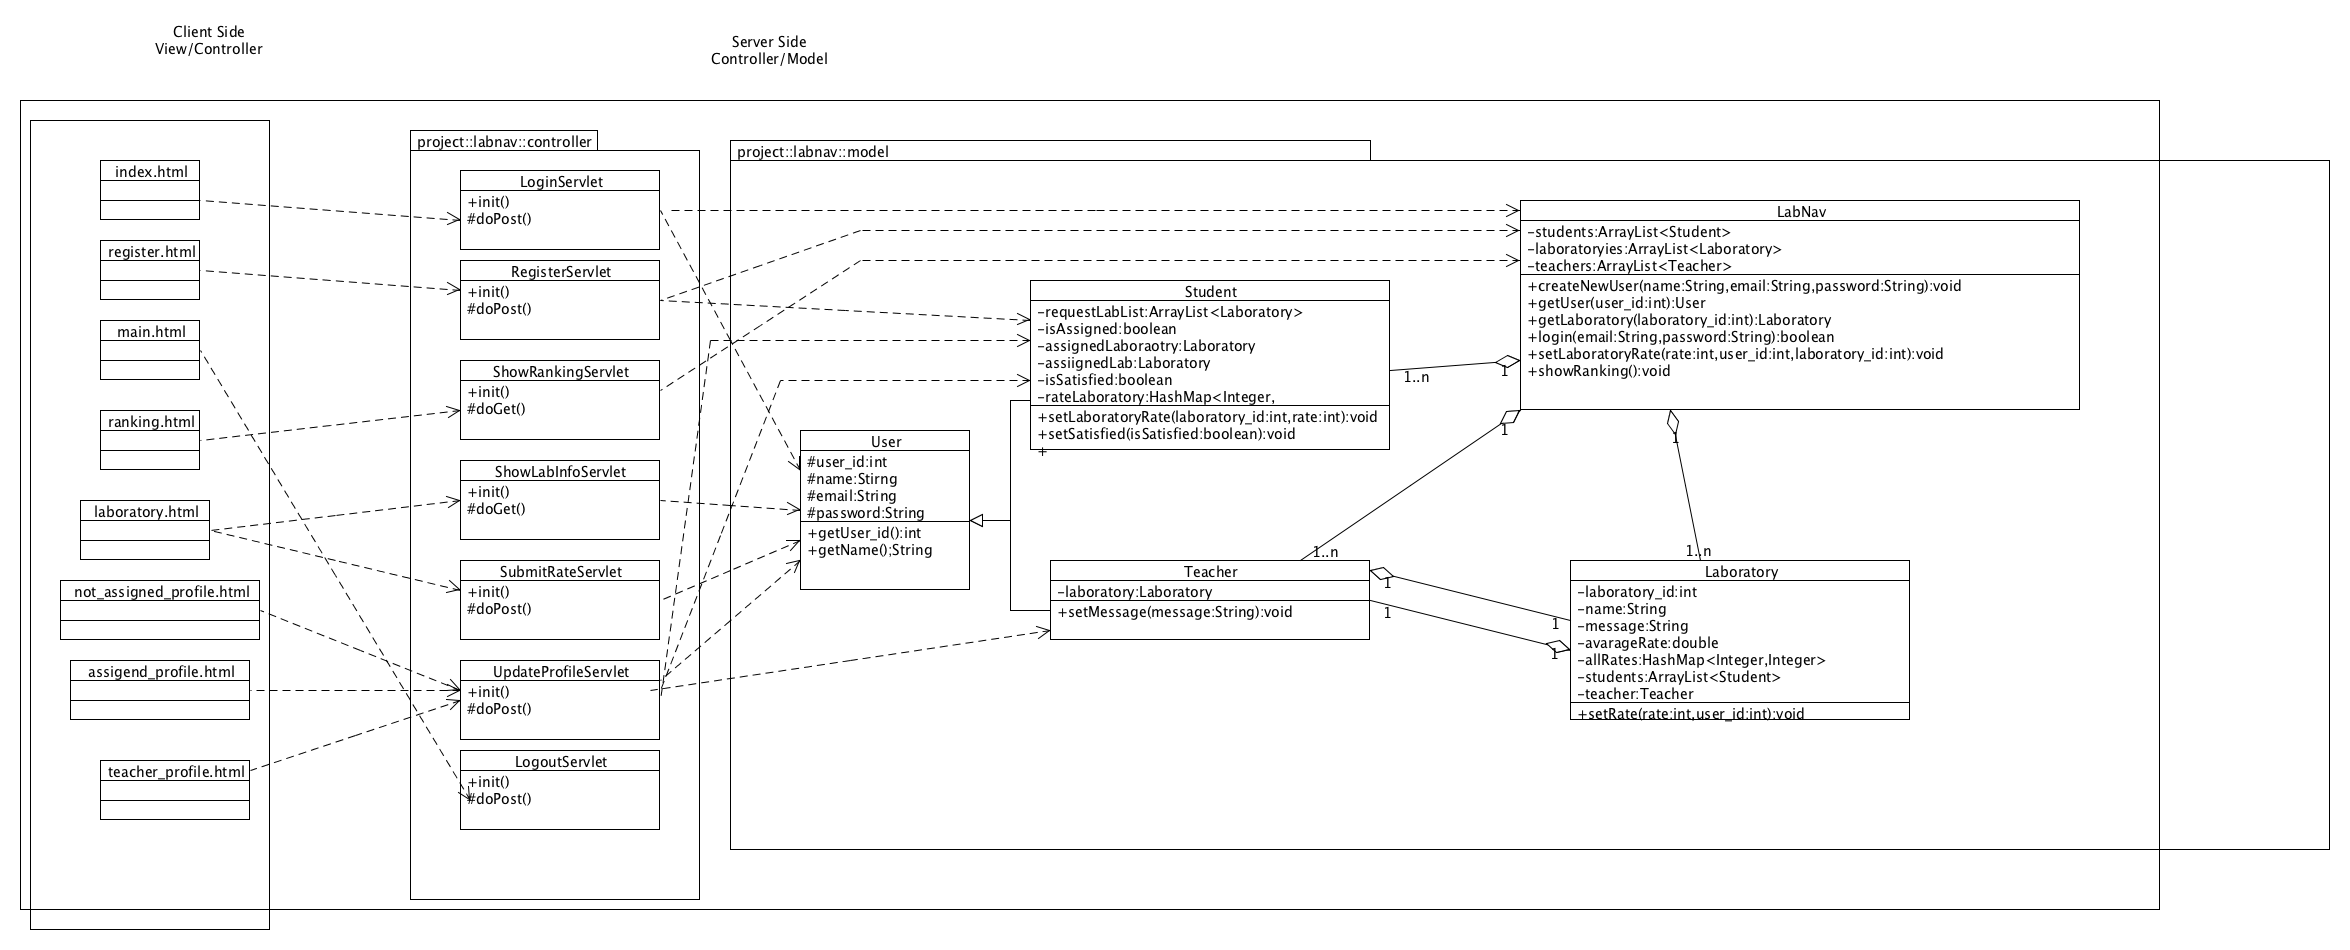 Client Side
View/Controller
Server Side
Controller/Model
index.html
register.html
main.html
ranking.html
laboratory.html
not_assigned_profile.html
assigend_profile.html
teacher_profile.html
project::labnav::controller
LoginServlet
+init()
#doPost()
RegisterServlet
+init()
#doPost()
ShowRankingServlet
+init()
#doGet()
ShowLabInfoServlet
+init()
#doGet()
SubmitRateServlet
+init()
#doPost()
UpdateProfileServlet
+init()
#doPost()
LogoutServlet
+init()
#doPost()
project::labnav::model
User
#user_id:int
#name:Stirng
#email:String
#password:String
+getUser_id():int
+getName();String
Student
-requestLabList:ArrayList<Laboratory>
-isAssigned:boolean
-assignedLaboraotry:Laboratory
-assiignedLab:Laboratory
-isSatisfied:boolean
-rateLaboratory:HashMap<Integer,
+setLaboratoryRate(laboratory_id:int,rate:int):void
+setSatisfied(isSatisfied:boolean):void
+
LabNav
-students:ArrayList<Student>
-laboratoryies:ArrayList<Laboratory>
-teachers:ArrayList<Teacher>
+createNewUser(name:String,email:String,password:String):void
+getUser(user_id:int):User
+getLaboratory(laboratory_id:int):Laboratory
+login(email:String,password:String):boolean
+setLaboratoryRate(rate:int,user_id:int,laboratory_id:int):void
+showRanking():void
1..n
1
1
1
1..n
1..n
Teacher
-laboratory:Laboratory
+setMessage(message:String):void
1
1
1
1
Laboratory
-laboratory_id:int
-name:String
-message:String
-avarageRate:double
-allRates:HashMap<Integer,Integer>
-students:ArrayList<Student>
-teacher:Teacher
+setRate(rate:int,user_id:int):void